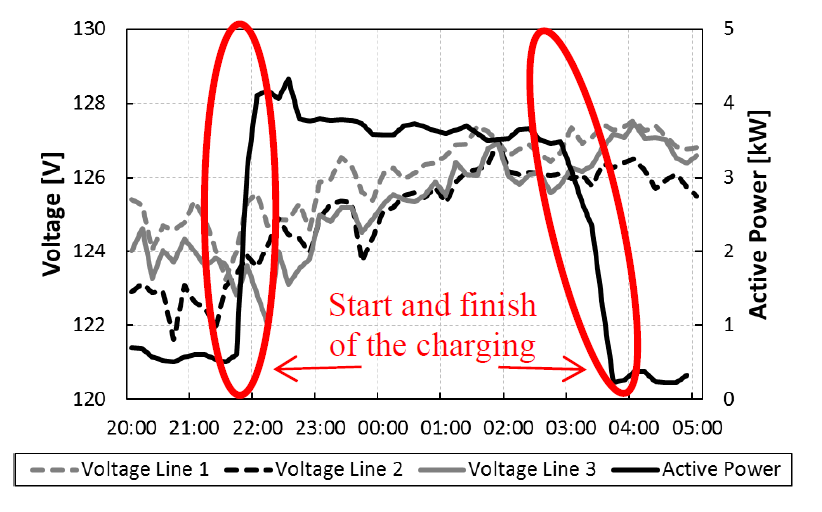 130
128
126
124
122
120
Voltage [V]
5
4
3
2
1
0
Active Power [kW]
Start and finish
of the charging
20:00 21:00 22:00 23:00 00:00 01:00 02:00 03:00 04:00 05:00
Voltage Line 1 Voltage Line 2 Voltage Line 3 Active Power